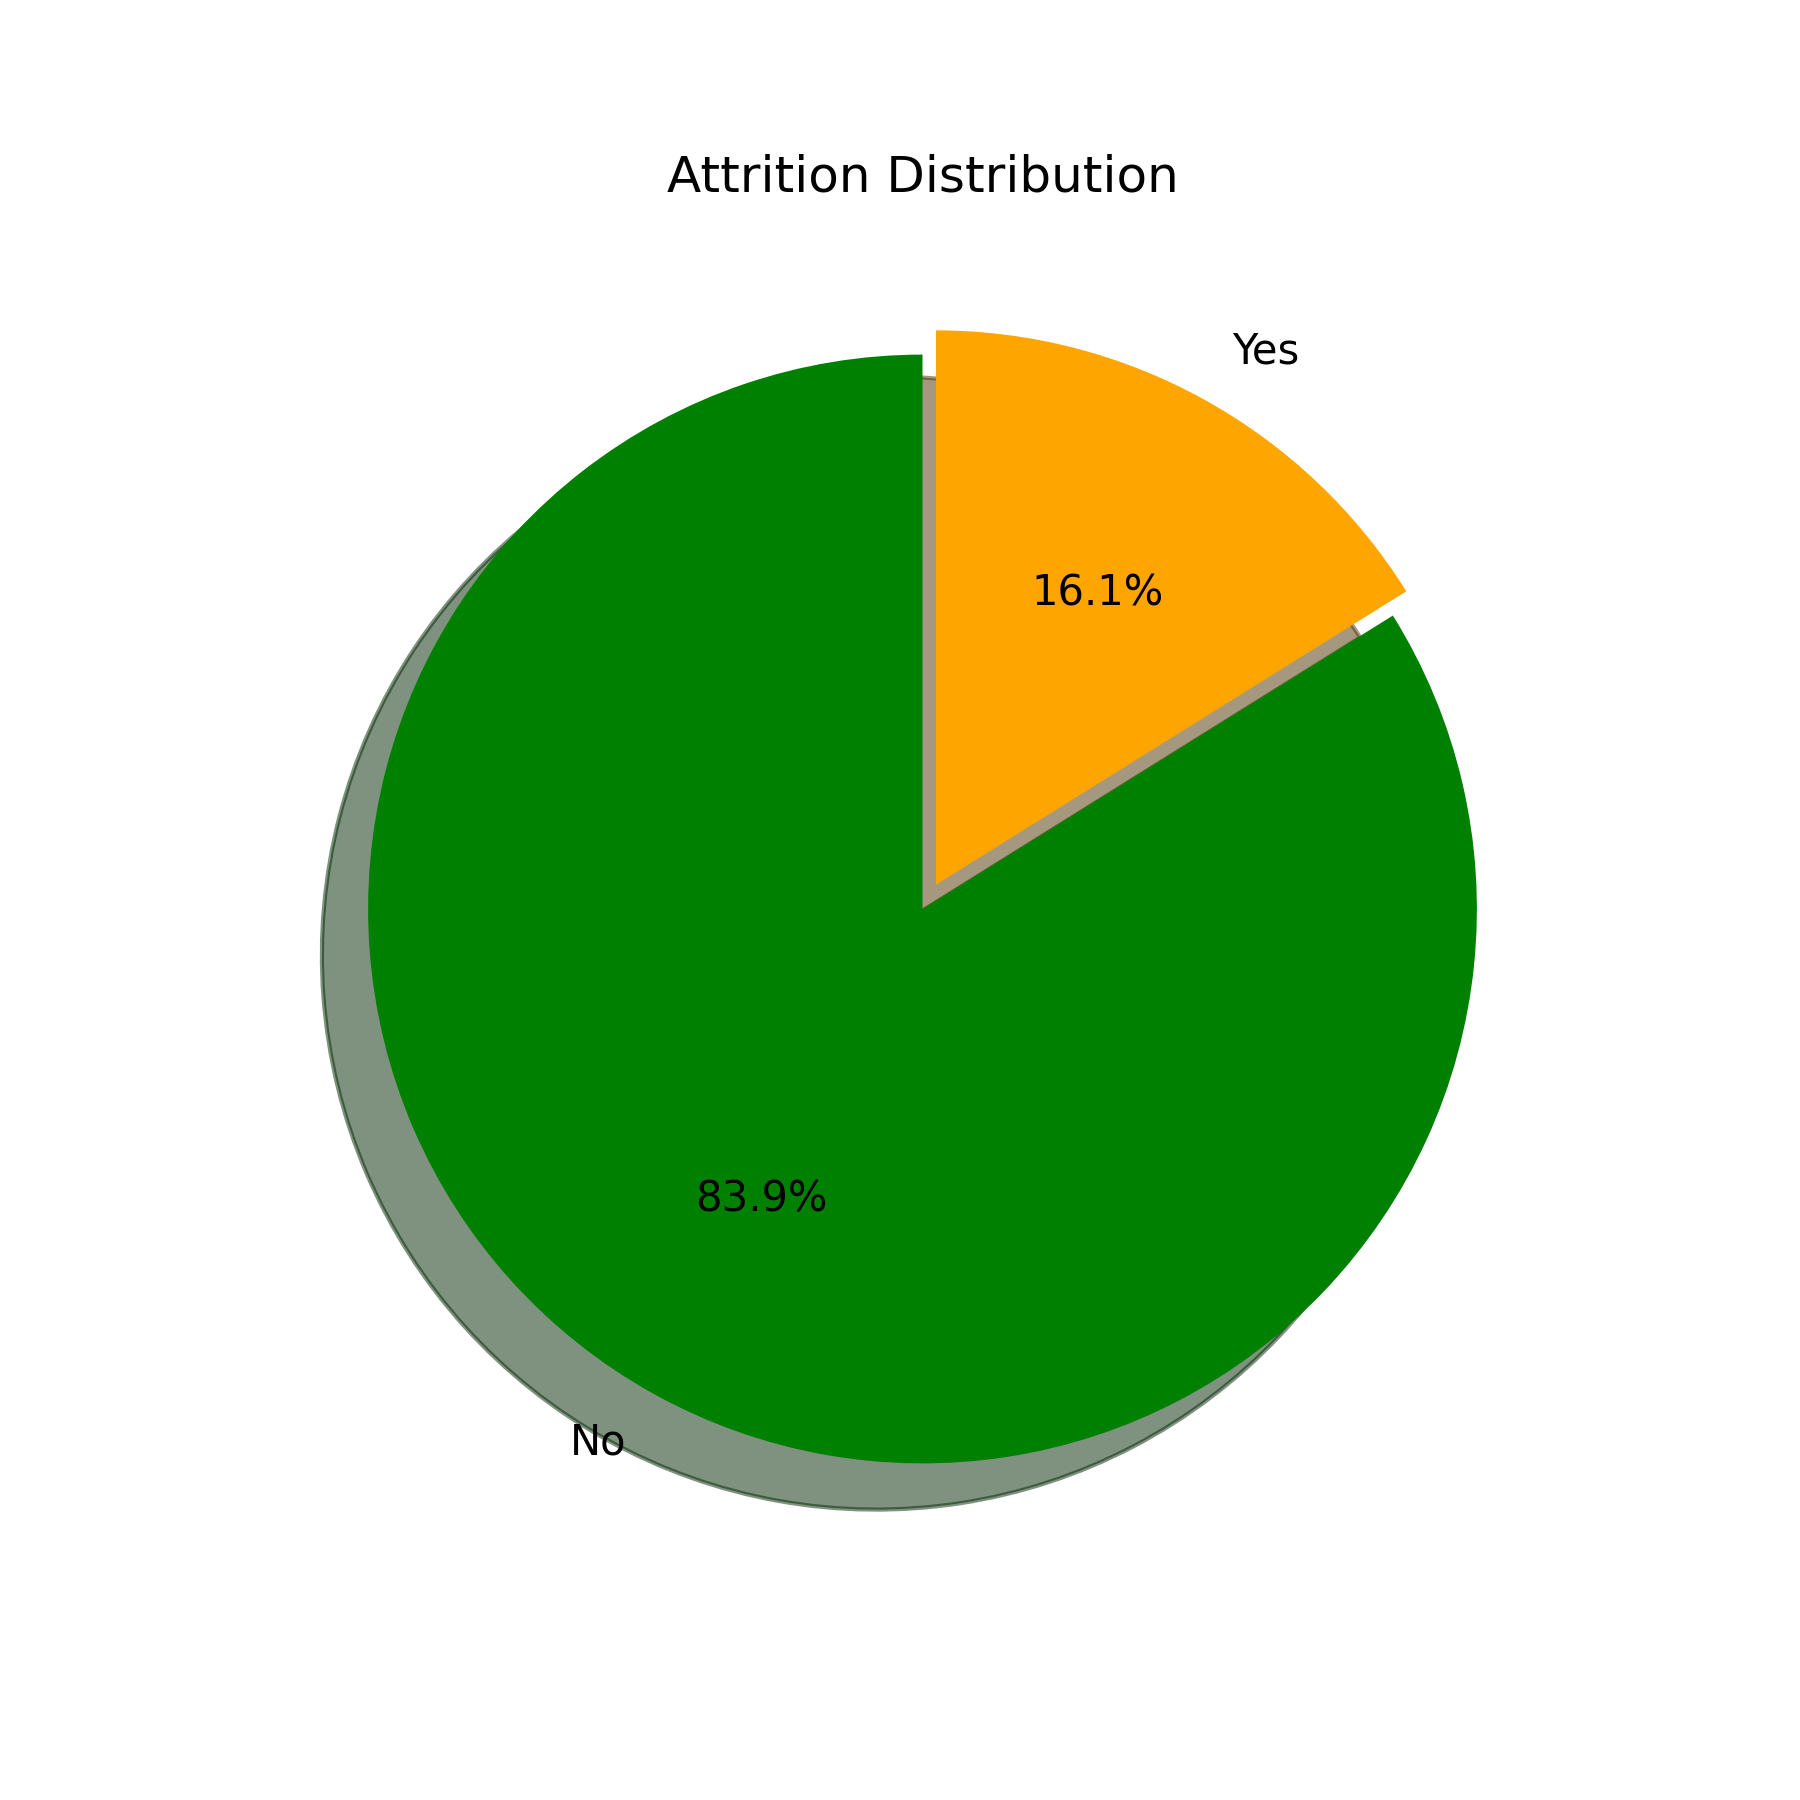 Attrition Distribution
Yes
16.1%
83.9%
No